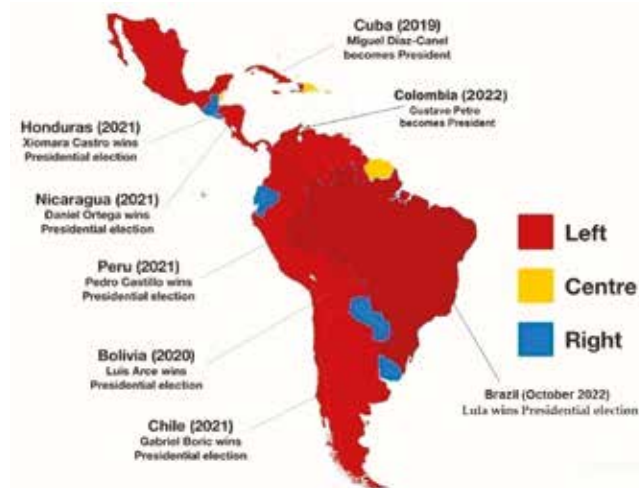 Cuba (2019)
Miguel Díaz-Canel
becomes President
Colombia (2022)
Gustavo Petro
becomes President
Honduras (2021)
Xiomara Castro wins
Presidential election
Nicaragua (2021)
Daniel Ortega wins
Presidential election
Peru (2021)
Pedro Castillo wins
Presidential election
Bolivia (2020)
Luis Arce wins
Presidential election
Chile (2021)
Gabriel Boric wins
Presidential election
Left
Centre
Right
Brazil (October 2022)
Lula wins Presidential election